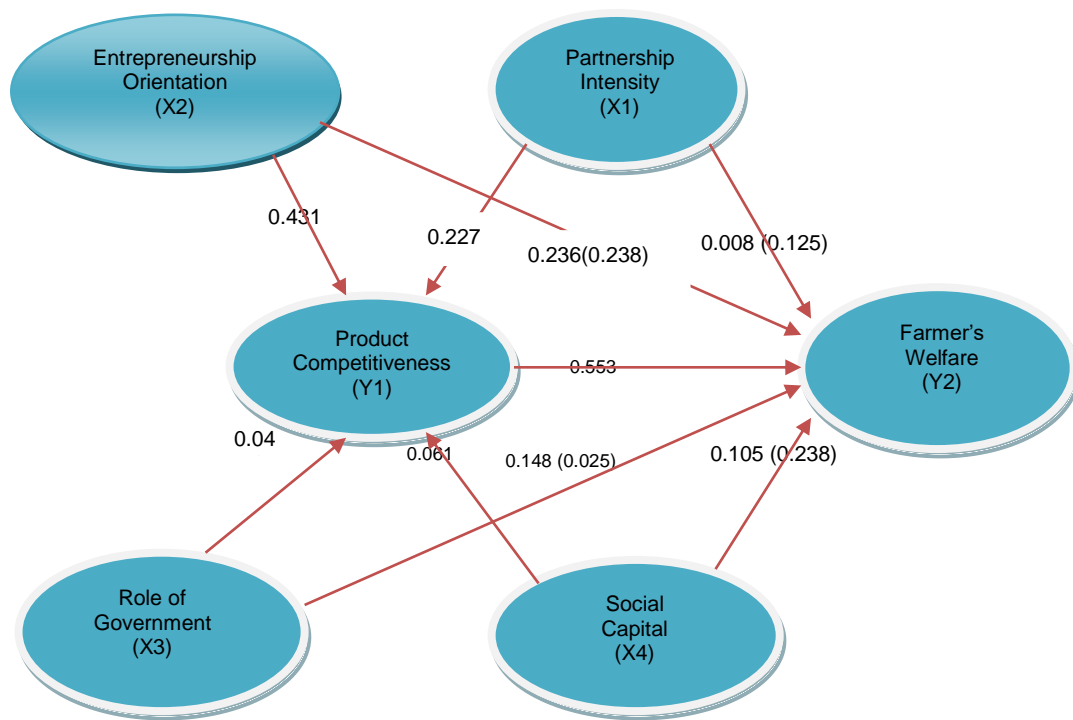 Entrepreneurship
Orientation
(X2)
Partnership
Intensity
(X1)
0.431
0.227
0.236(0.238)
0.008 (0.125)
Product
Competitiveness
(Y1)
0.553
Farmer's
Welfare
(Y2)
0.04
0.061
0.148 (0.025)
0.105 (0.238)
Role of
Government
(X3)
Social
Capital
(X4)